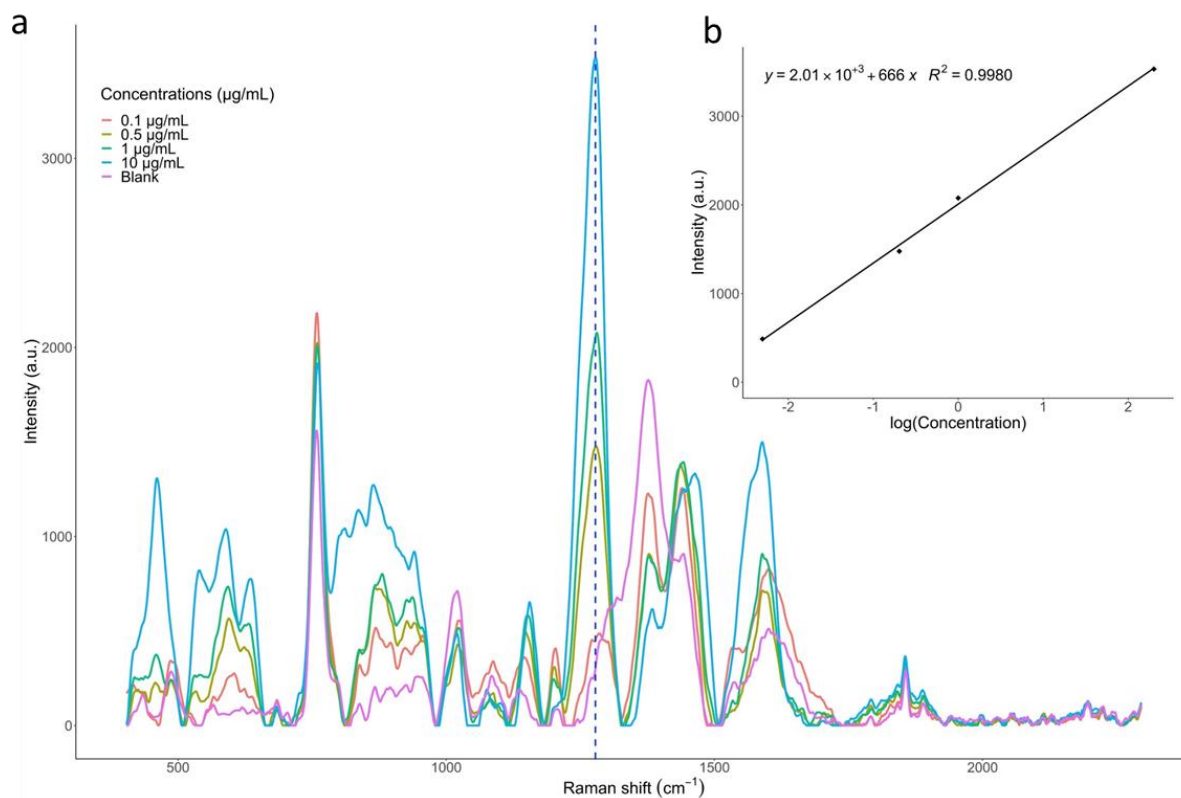 a
Intensity (a.u.)
3000
2000
1000
0
Concentrations (µg/mL)
0.1 µg/mL
0.5 µg/mL
1 µg/mL
10 µg/mL
Blank
500
1000
1500
2000
Raman shift (cm⁻¹)
b
y = 2.01 × 10⁺³ + 666 x R² = 0.9980
Intensity (a.u.)
3000
2000
1000
0
-2
-1
0
1
2
log(Concentration)